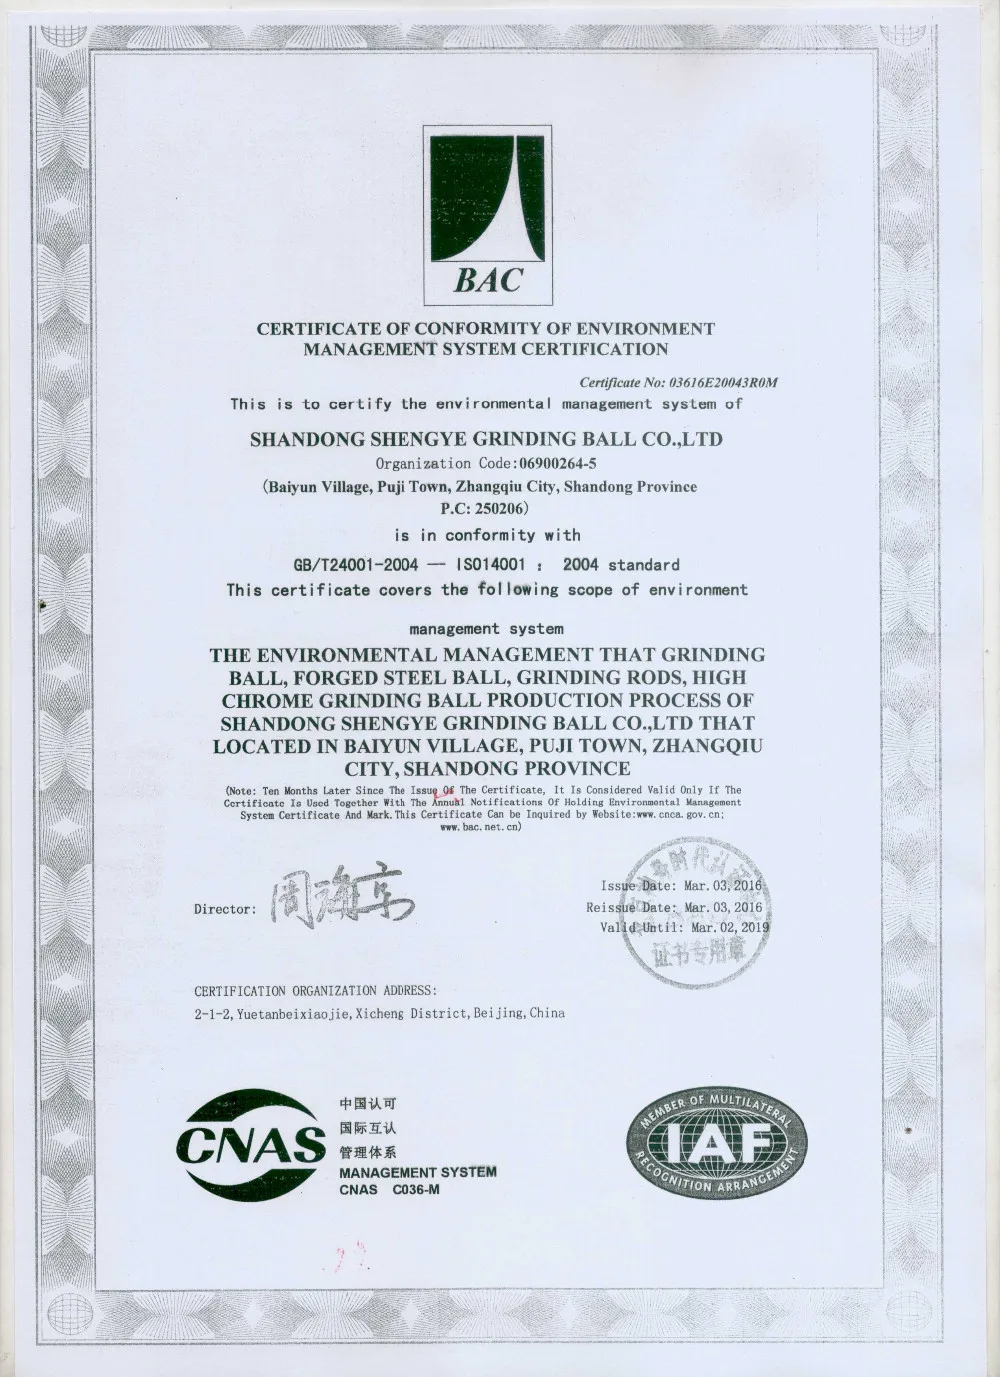 BAC
CERTIFICATE OF CONFORMITY OF ENVIRONMENT
MANAGEMENT SYSTEM CERTIFICATION
Certificate No: 03616E20043R0M
This is to certify the environmental management system of
SHANDONG SHENGYE GRINDING BALL CO.,LTD
Organization Code:06900264-5
(Baiyun Village, Puji Town, Zhangqiu City, Shandong Province
P.C: 250206)
is in conformity with
GB/T24001-2004 — ISO14001 : 2004 standard
This certificate covers the following scope of environment
management system
THE ENVIRONMENTAL MANAGEMENT THAT GRINDING
BALL, FORGED STEEL BALL, GRINDING RODS, HIGH
CHROME GRINDING BALL PRODUCTION PROCESS OF
SHANDONG SHENGYE GRINDING BALL CO.,LTD THAT
LOCATED IN BAIYUN VILLAGE, PUJI TOWN, ZHANGQIU
CITY, SHANDONG PROVINCE
(Note: Ten Months Later Since The Issue Of The Certificate, It Is Considered Valid Only If The
Certificate Is Used Together With The Annual Notifications Of Holding Environmental Management
System Certificate And Mark. This Certificate Can be Inquired by Website:www.cnca.gov.cn;
www.bac.net.cn)
Issue Date: Mar.03,2016
Director:
Reissue Date: Mar.03,2016
Valid Until: Mar.02,2019
证书专用章
CERTIFICATION ORGANIZATION ADDRESS:
2-1-2,Yuetanbeixiaojie,Xicheng District,Beijing,China
CNAS
中国认可
国际互认
管理体系
MANAGEMENT SYSTEM
CNAS C036-M
MEMBER OF MULTILATERAL
IAF
RECOGNITION ARRANGEMENT